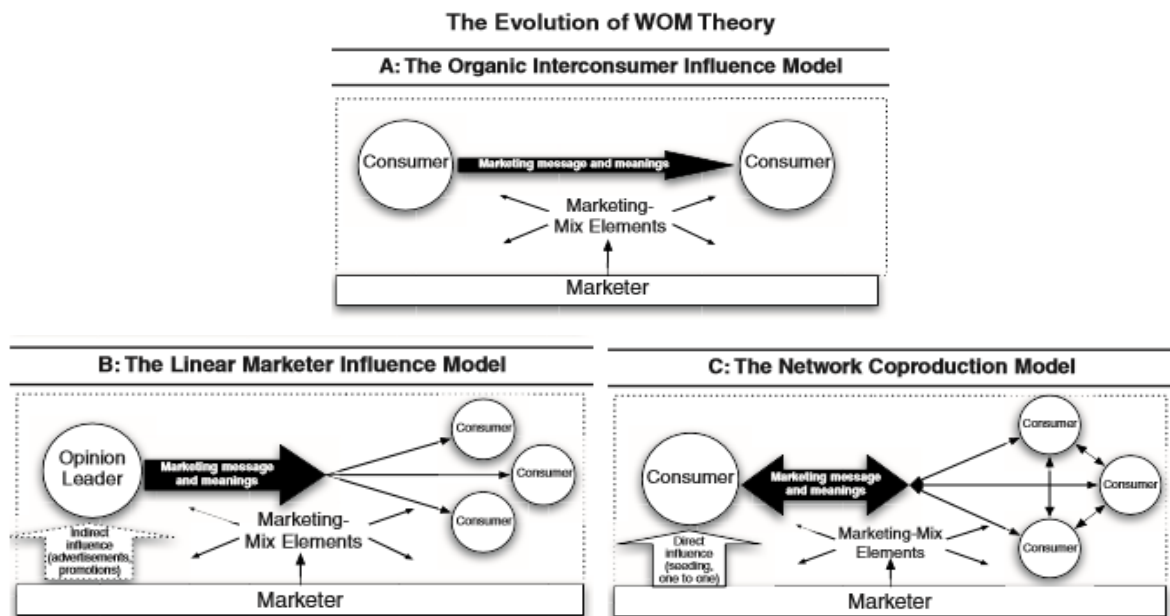 The Evolution of WOM Theory
A: The Organic Interconsumer Influence Model
Consumer
Marketing message and meanings
Consumer
Marketing-
Mix Elements
Marketer
B: The Linear Marketer Influence Model
Opinion
Leader
Marketing message
and meanings
Consumer
Consumer
Consumer
Indirect
influence
(advertisements,
promotions)
Marketing-
Mix Elements
Marketer
C: The Network Coproduction Model
Consumer
Marketing message
and meanings
Consumer
Consumer
Consumer
Direct
influence
(seeding,
one to one)
Marketing-Mix
Elements
Marketer